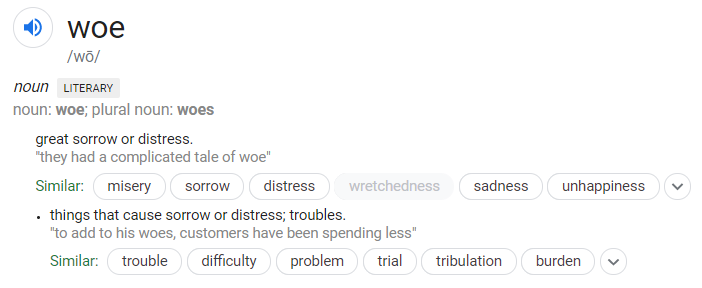 woe
/wō/
noun LITERARY
noun: woe; plural noun: woes
great sorrow or distress.
"they had a complicated tale of woe"
Similar: misery sorrow distress wretchedness sadness unhappiness
• things that cause sorrow or distress; troubles.
"to add to his woes, customers have been spending less"
Similar: trouble difficulty problem trial tribulation burden